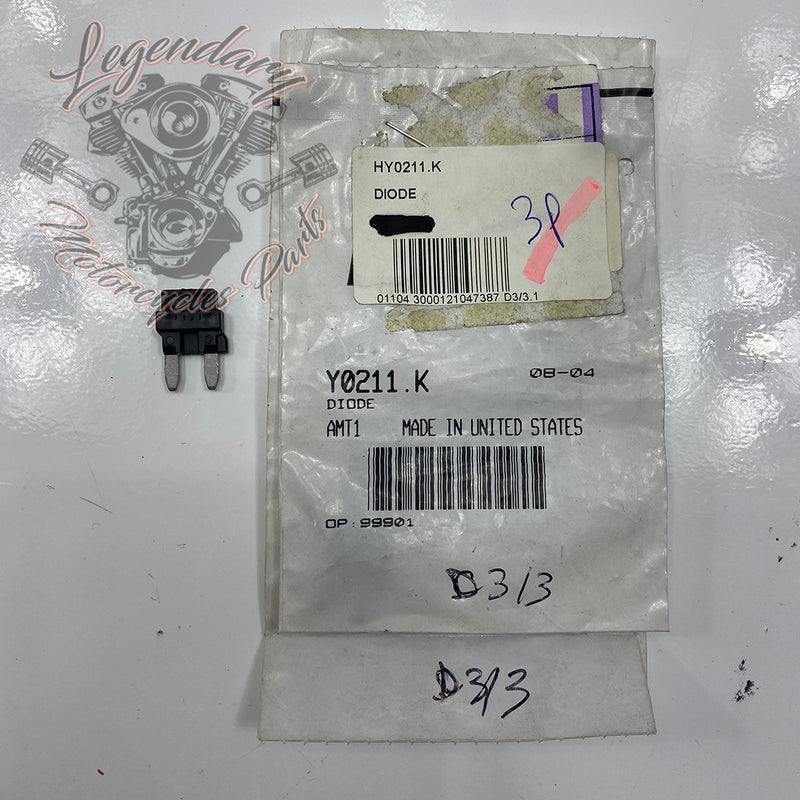 Legendary
Motorcycles Parts
HY0211.K
DIODE
3P
01104 3000121047387 D3/3.1
Y0211.K 08-04
DIODE
AMT1 MADE IN UNITED STATES
OP:99901
D3/3
D3/3